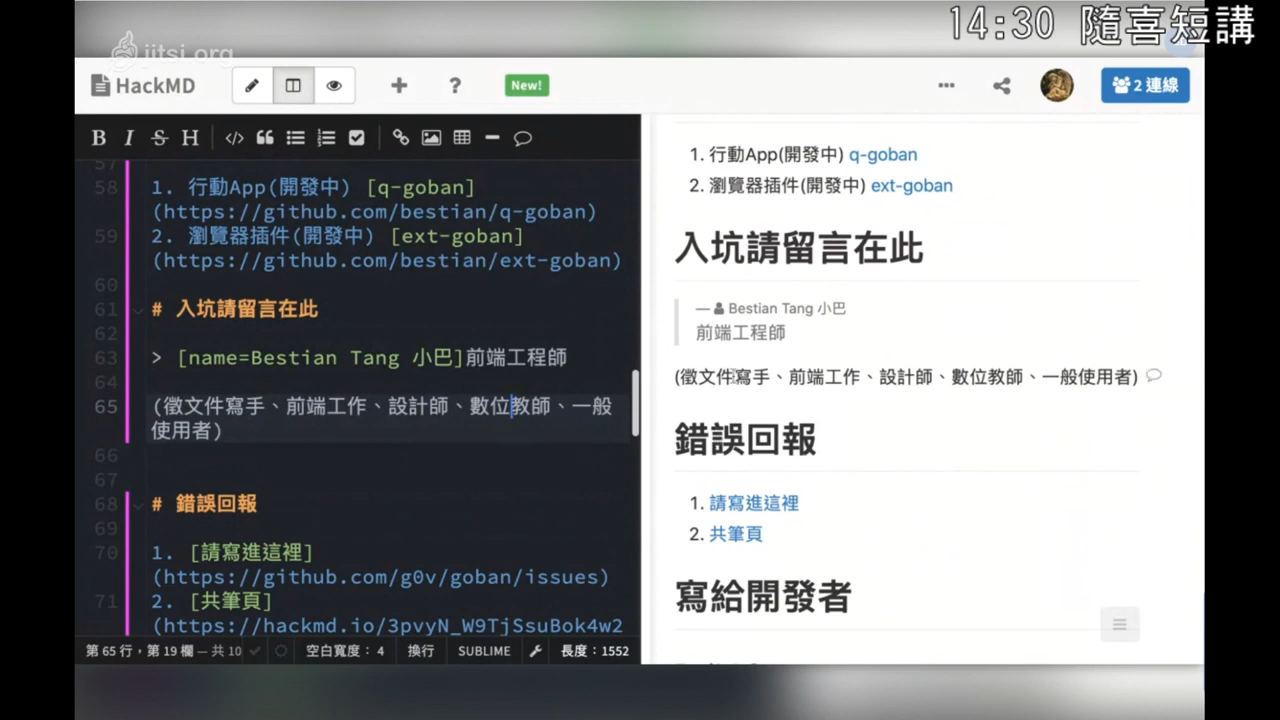 14:30 隨喜短講
jitsi.org
HackMD
New!
2 連線
B I S H
57
58 1. 行動App(開發中) [q-goban]
(https://github.com/bestian/q-goban)
59 2. 瀏覽器插件(開發中) [ext-goban]
(https://github.com/bestian/ext-goban)
60
61 # 入坑請留言在此
62
63 > [name=Bestian Tang 小巴]前端工程師
64
65 (徵文件寫手、前端工作、設計師、數位教師、一般
使用者)
66
67
68 # 錯誤回報
69
70 1. [請寫進這裡]
(https://github.com/g0v/goban/issues)
71 2. [共筆頁]
(https://hackmd.io/3pvyN_W9TjSsuBok4w2
第 65 行，第 19 欄 — 共 10
空白寬度： 4
換行
SUBLIME
長度：1552
1. 行動App(開發中) q-goban
2. 瀏覽器插件(開發中) ext-goban
入坑請留言在此
— Bestian Tang 小巴
前端工程師
(徵文件寫手、前端工作、設計師、數位教師、一般使用者)
錯誤回報
1. 請寫進這裡
2. 共筆頁
寫給開發者